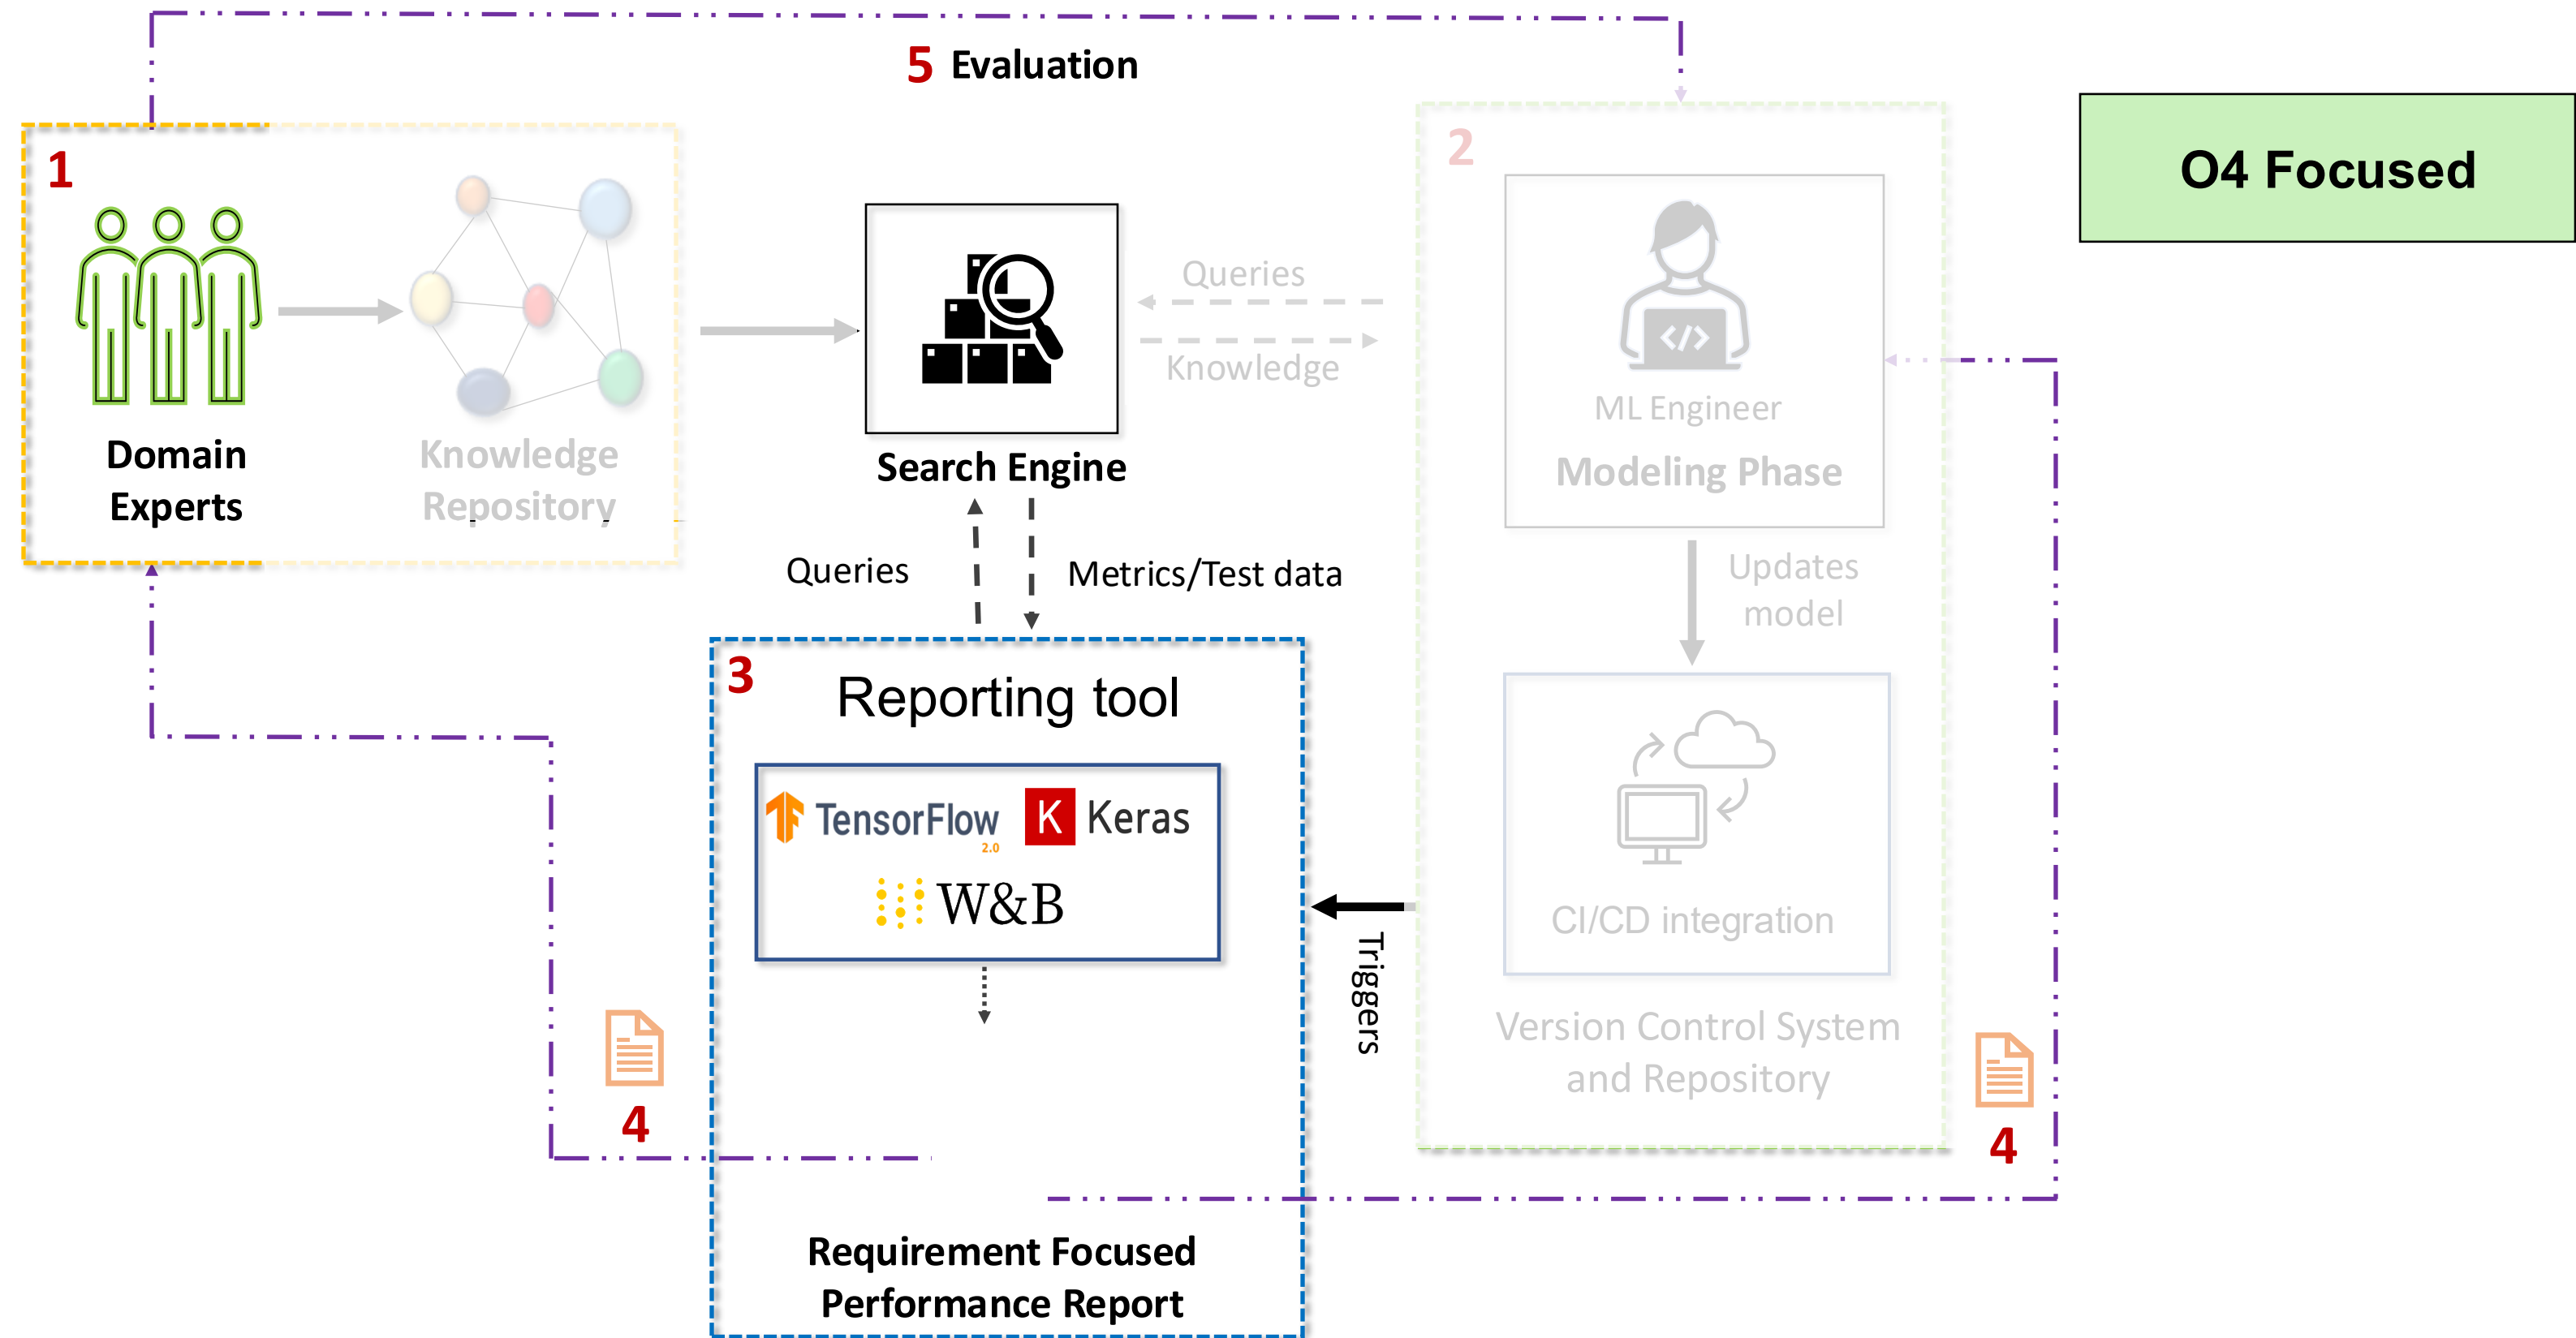 5 Evaluation
1
2
O4 Focused
Queries
Knowledge
ML Engineer
Modeling Phase
Domain
Experts
Knowledge
Repository
Search Engine
Queries
Metrics/Test data
Updates
model
3
Reporting tool
TensorFlow
2.0
K Keras
W&B
Triggers
CI/CD integration
Version Control System
and Repository
4
4
Requirement Focused
Performance Report